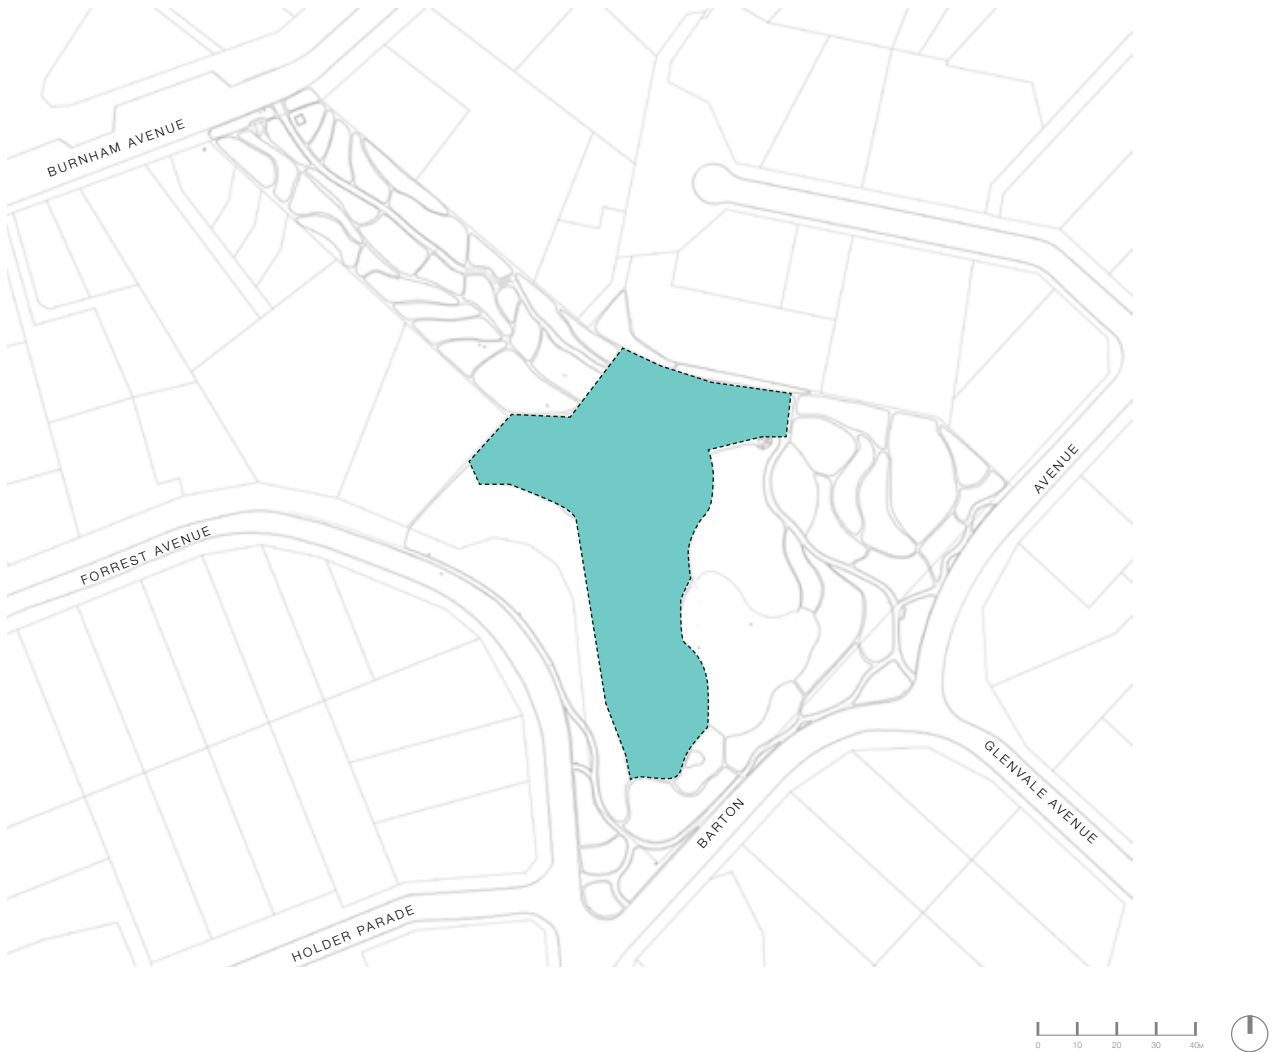 BURNHAM AVENUE
AVENUE
FORREST AVENUE
GLENVALE AVENUE
BARTON
HOLDER PARADE
0 10 20 30 40M